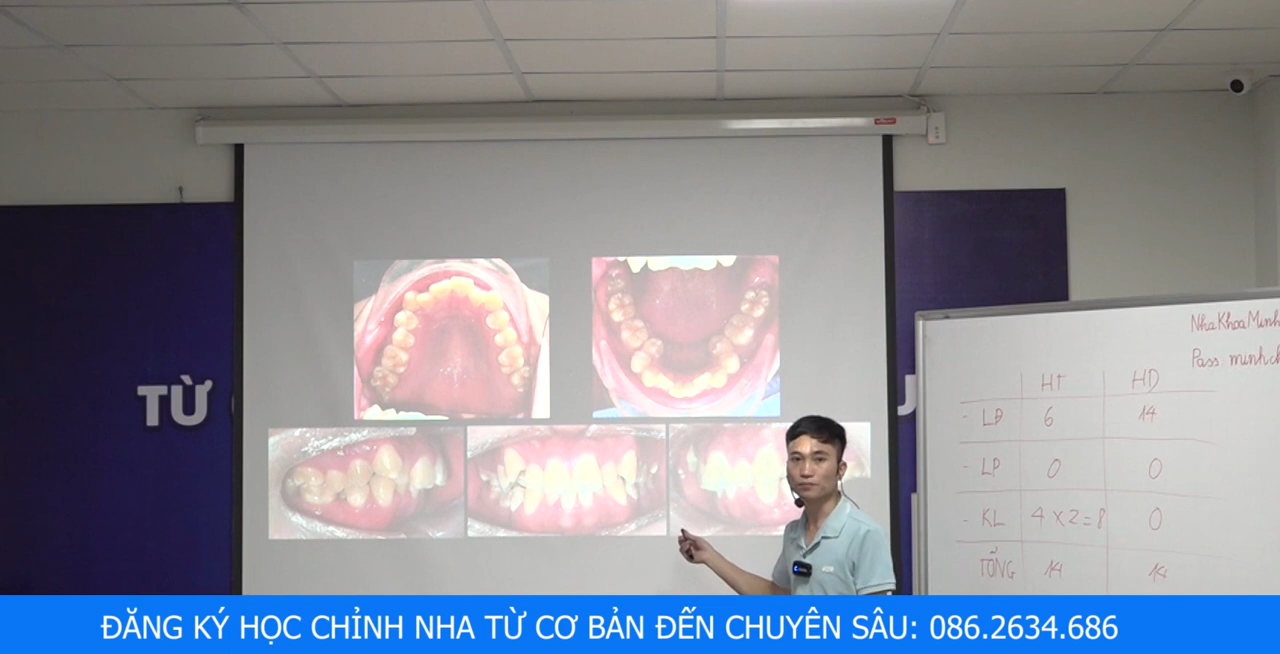 TỪ
Nha Khoa Minh
Pass minh
HT HD
- LĐ 6 14
- LP 0 0
- KL 4 x 2 = 8 0
TỔNG 14 14
ĐĂNG KÝ HỌC CHỈNH NHA TỪ CƠ BẢN ĐẾN CHUYÊN SÂU: 086.2634.686